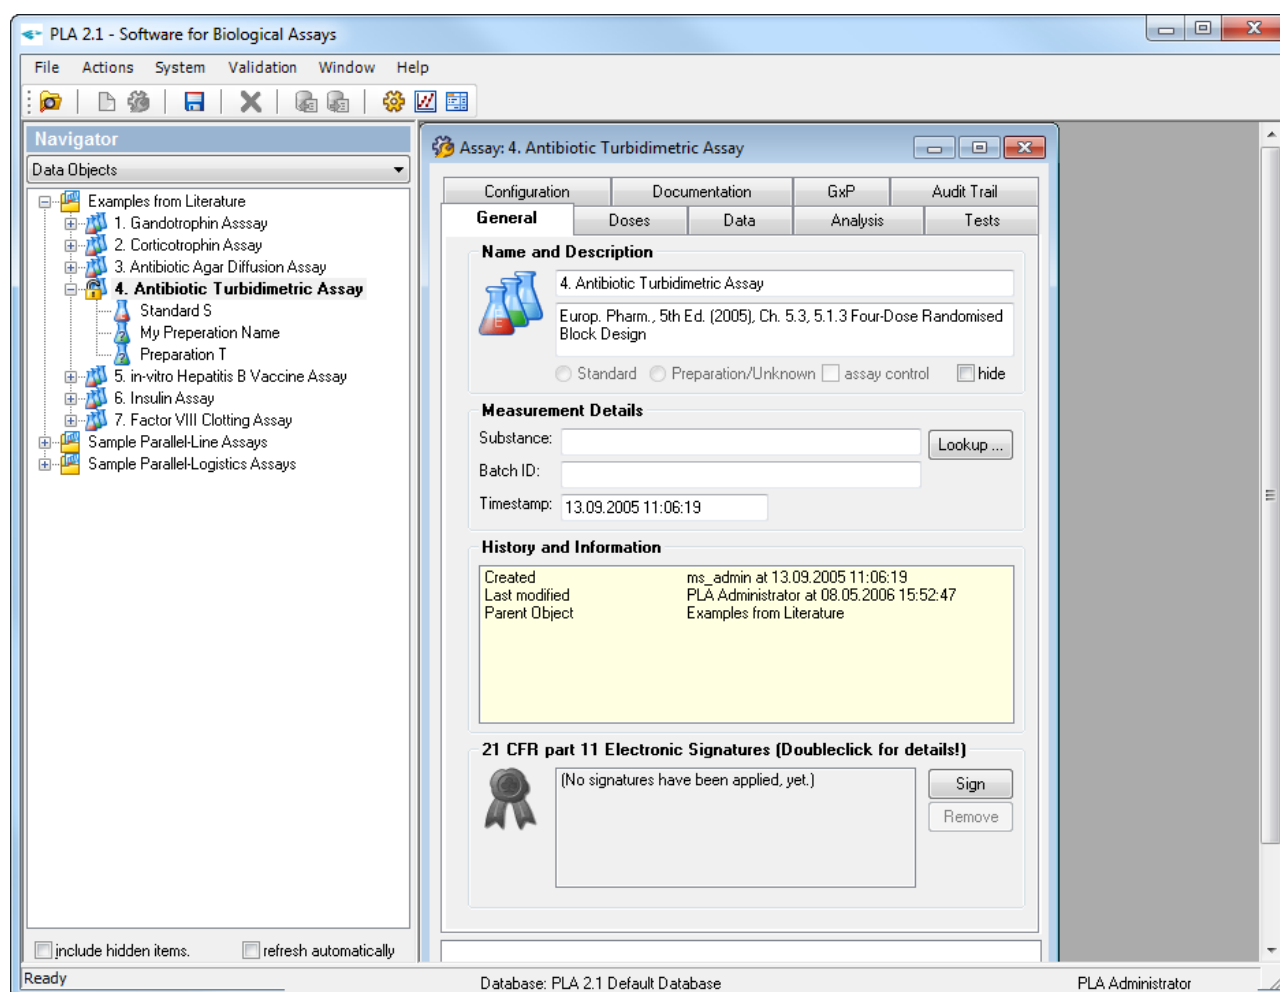 PLA 2.1 - Software for Biological Assays
File Actions System Validation Window Help
Navigator
Data Objects
Examples from Literature
1. Gandotrophin Asssay
2. Corticotrophin Assay
3. Antibiotic Agar Diffusion Assay
4. Antibiotic Turbidimetric Assay
Standard S
My Preperation Name
Preparation T
5. in-vitro Hepatitis B Vaccine Assay
6. Insulin Assay
7. Factor VIII Clotting Assay
Sample Parallel-Line Assays
Sample Parallel-Logistics Assays
include hidden items. refresh automatically
Assay: 4. Antibiotic Turbidimetric Assay
Configuration Documentation GxP Audit Trail
General Doses Data Analysis Tests
Name and Description
4. Antibiotic Turbidimetric Assay
Europ. Pharm., 5th Ed. (2005), Ch. 5.3, 5.1.3 Four-Dose Randomised
Block Design
Standard Preparation/Unknown assay control hide
Measurement Details
Substance: Lookup ...
Batch ID:
Timestamp: 13.09.2005 11:06:19
History and Information
Created ms_admin at 13.09.2005 11:06:19
Last modified PLA Administrator at 08.05.2006 15:52:47
Parent Object Examples from Literature
21 CFR part 11 Electronic Signatures (Doubleclick for details!)
(No signatures have been applied, yet.) Sign
Remove
Ready Database: PLA 2.1 Default Database PLA Administrator